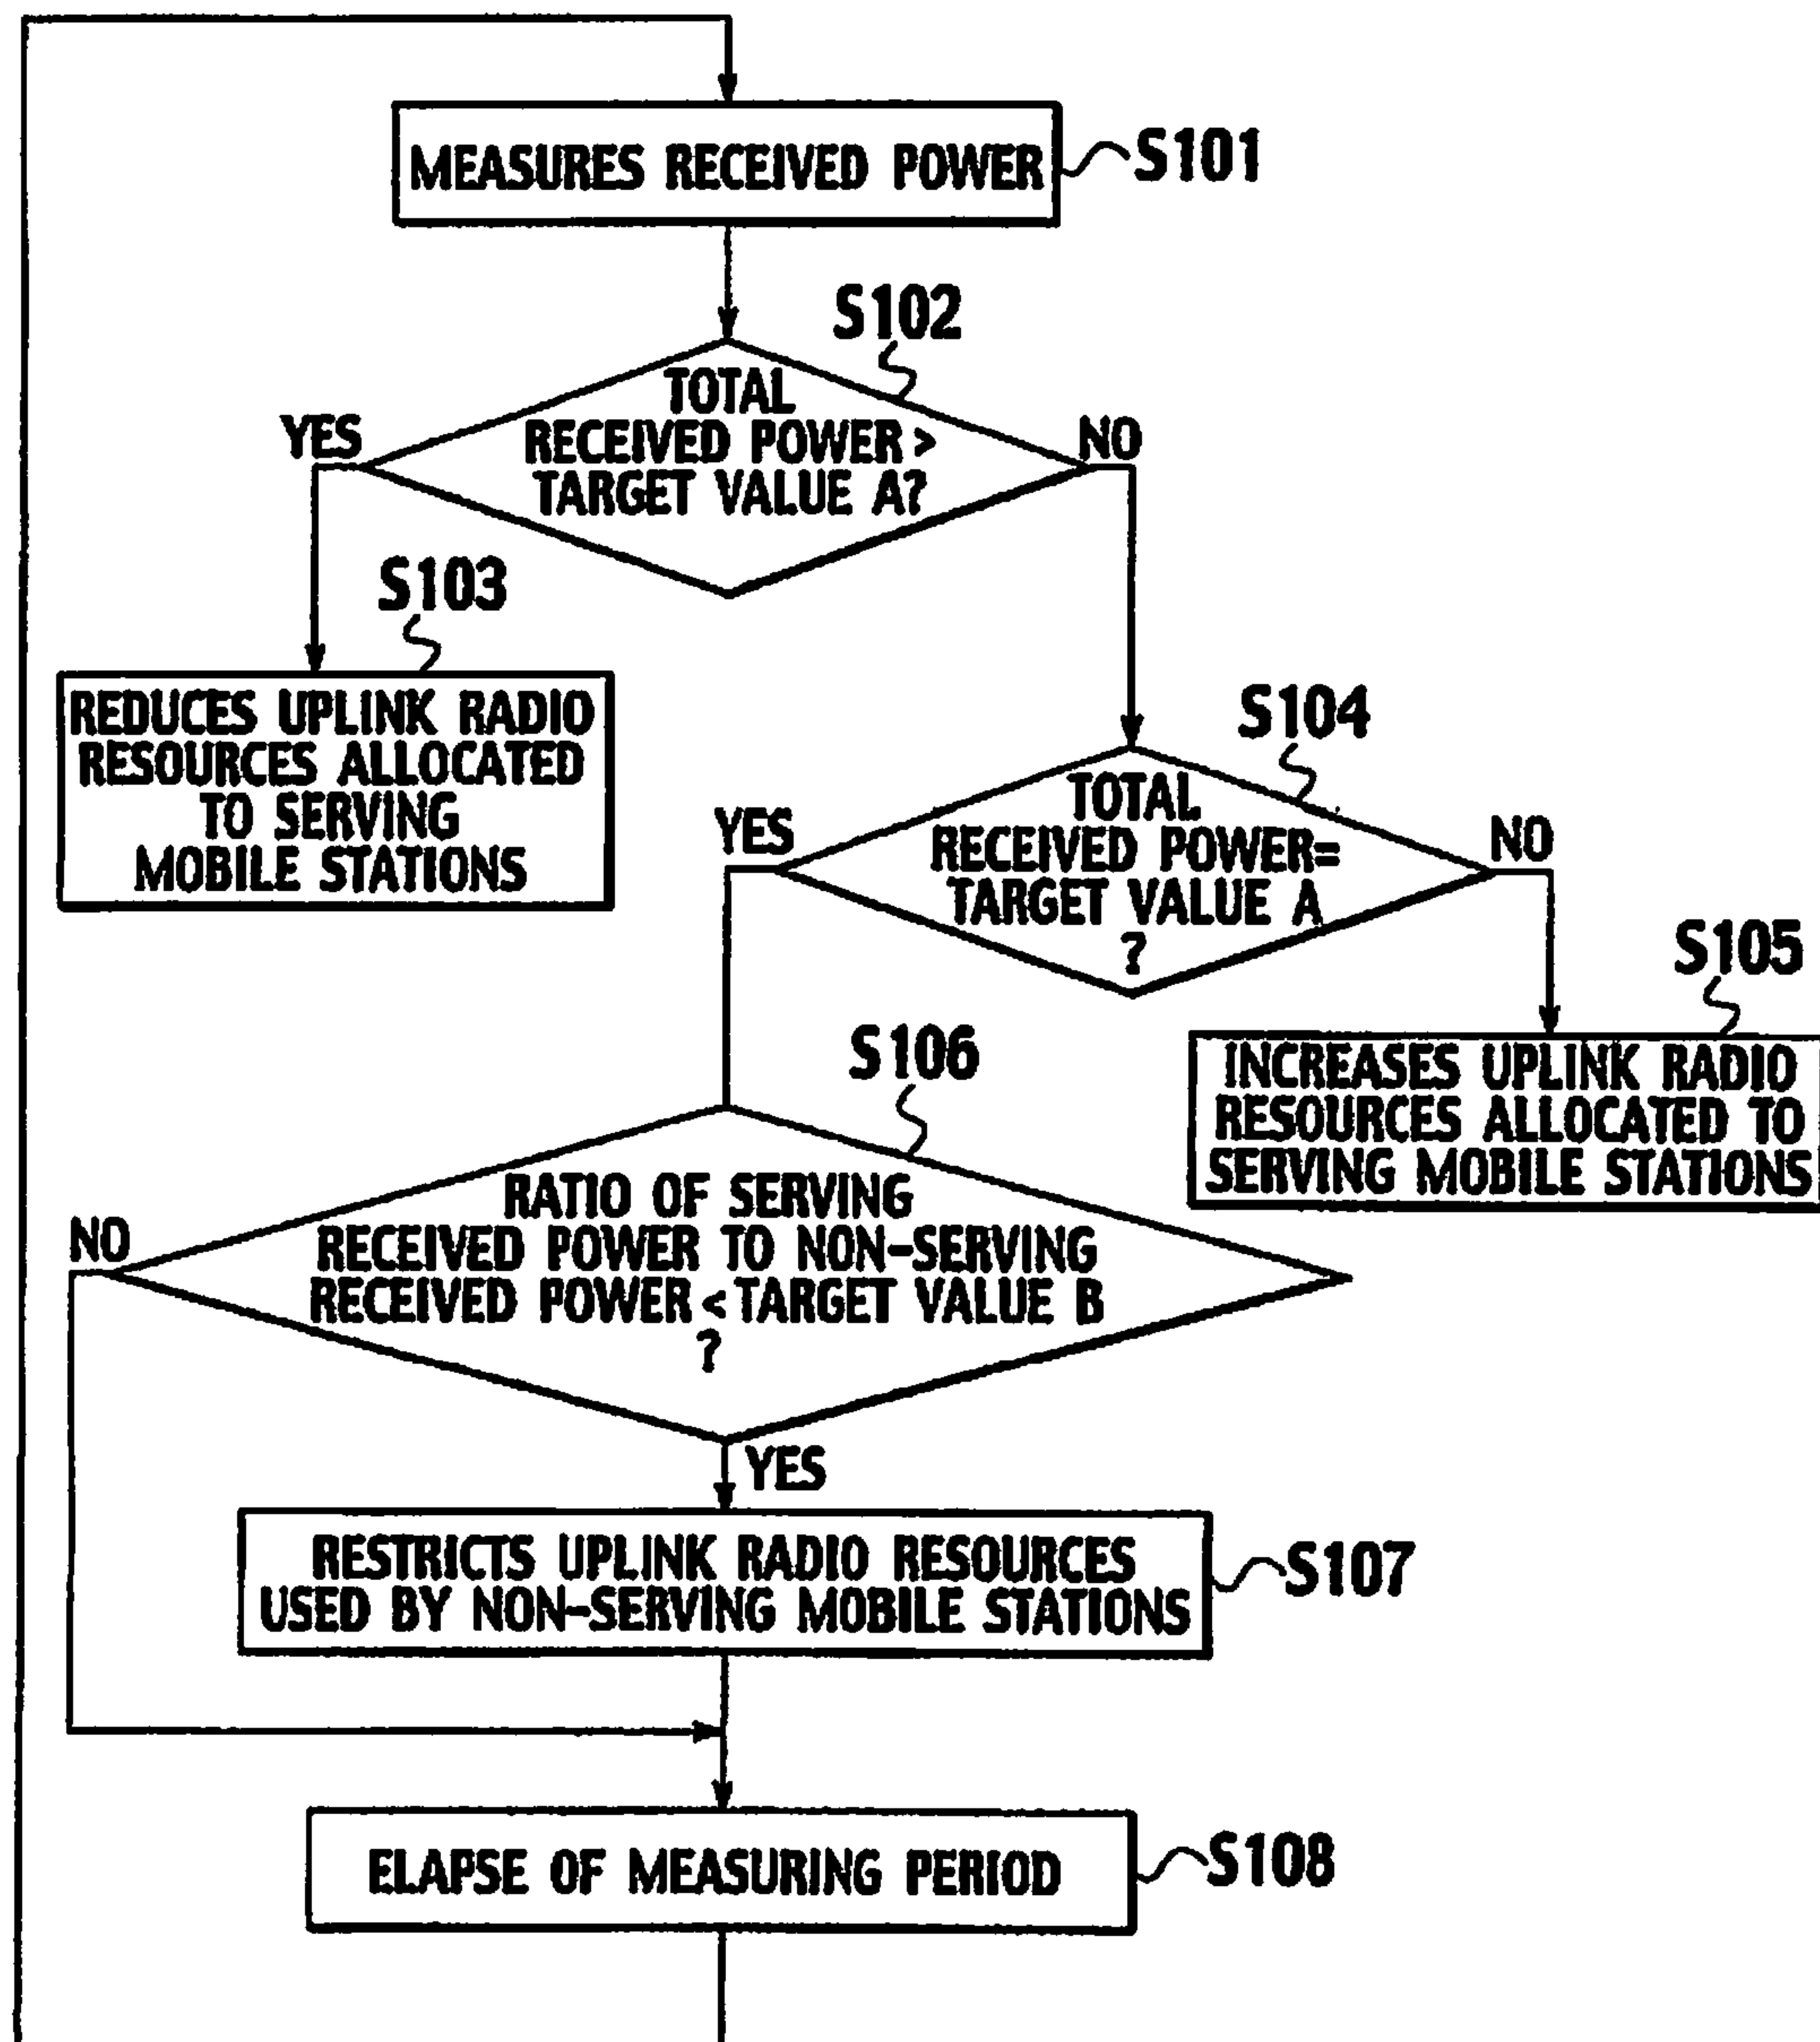 MEASURES RECEIVED POWER
S101
S102
TOTAL
RECEIVED POWER >
TARGET VALUE A?
YES
NO
S103
REDUCES UPLINK RADIO
RESOURCES ALLOCATED
TO SERVING
MOBILE STATIONS
S104
TOTAL
RECEIVED POWER=
TARGET VALUE A
?
YES
NO
S105
INCREASES UPLINK RADIO
RESOURCES ALLOCATED TO
SERVING MOBILE STATIONS
S106
RATIO OF SERVING
RECEIVED POWER TO NON-SERVING
RECEIVED POWER < TARGET VALUE B
?
NO
YES
RESTRICTS UPLINK RADIO RESOURCES
USED BY NON-SERVING MOBILE STATIONS
S107
ELAPSE OF MEASURING PERIOD
S108